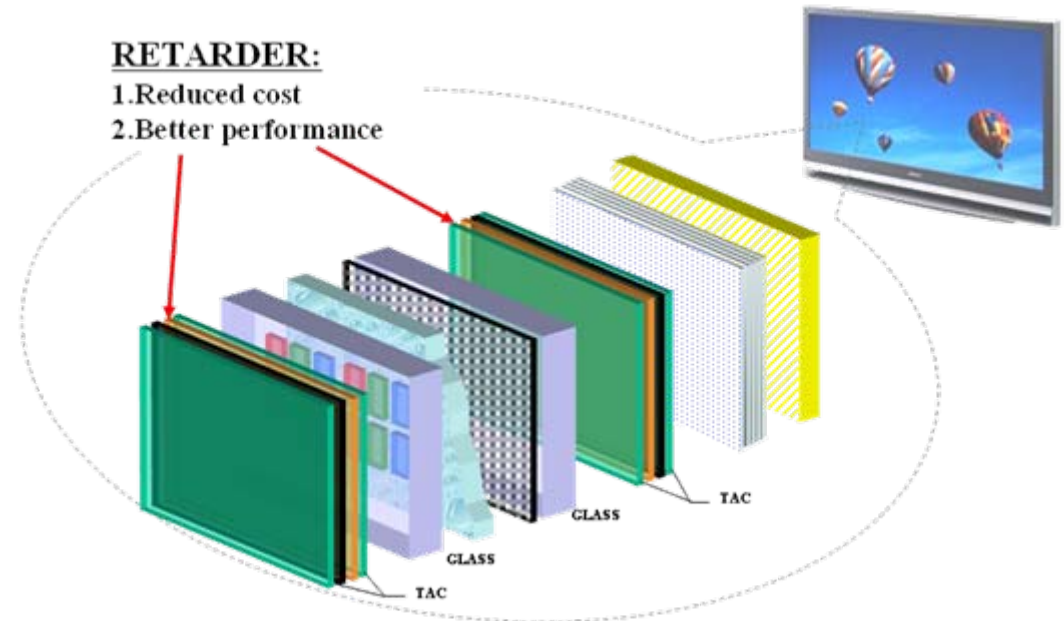 RETARDER:
1.Reduced cost
2.Better performance
TAC
GLASS
GLASS
TAC